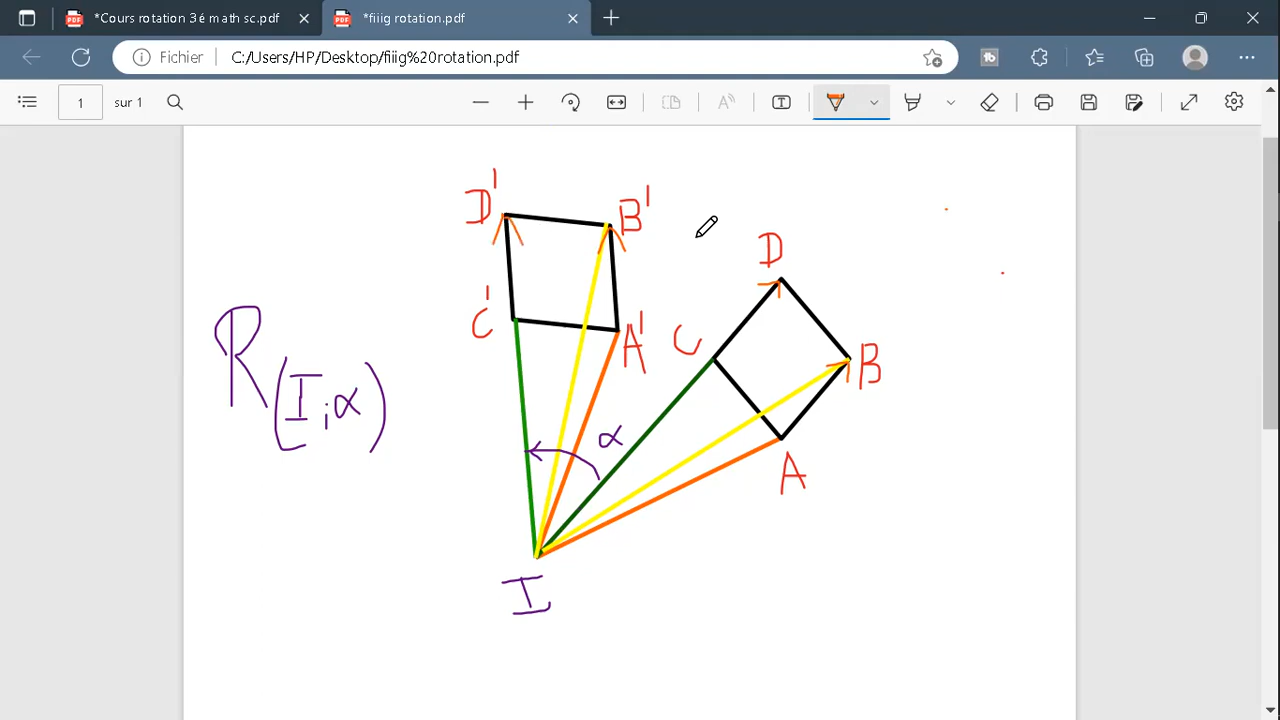 *Cours rotation 3é math sc.pdf
*fiiig rotation.pdf
Fichier
C:/Users/HP/Desktop/fiiig%20rotation.pdf
1 sur 1
D'
B'
D
C'
A'
C
B
R(I;α)
α
A
I